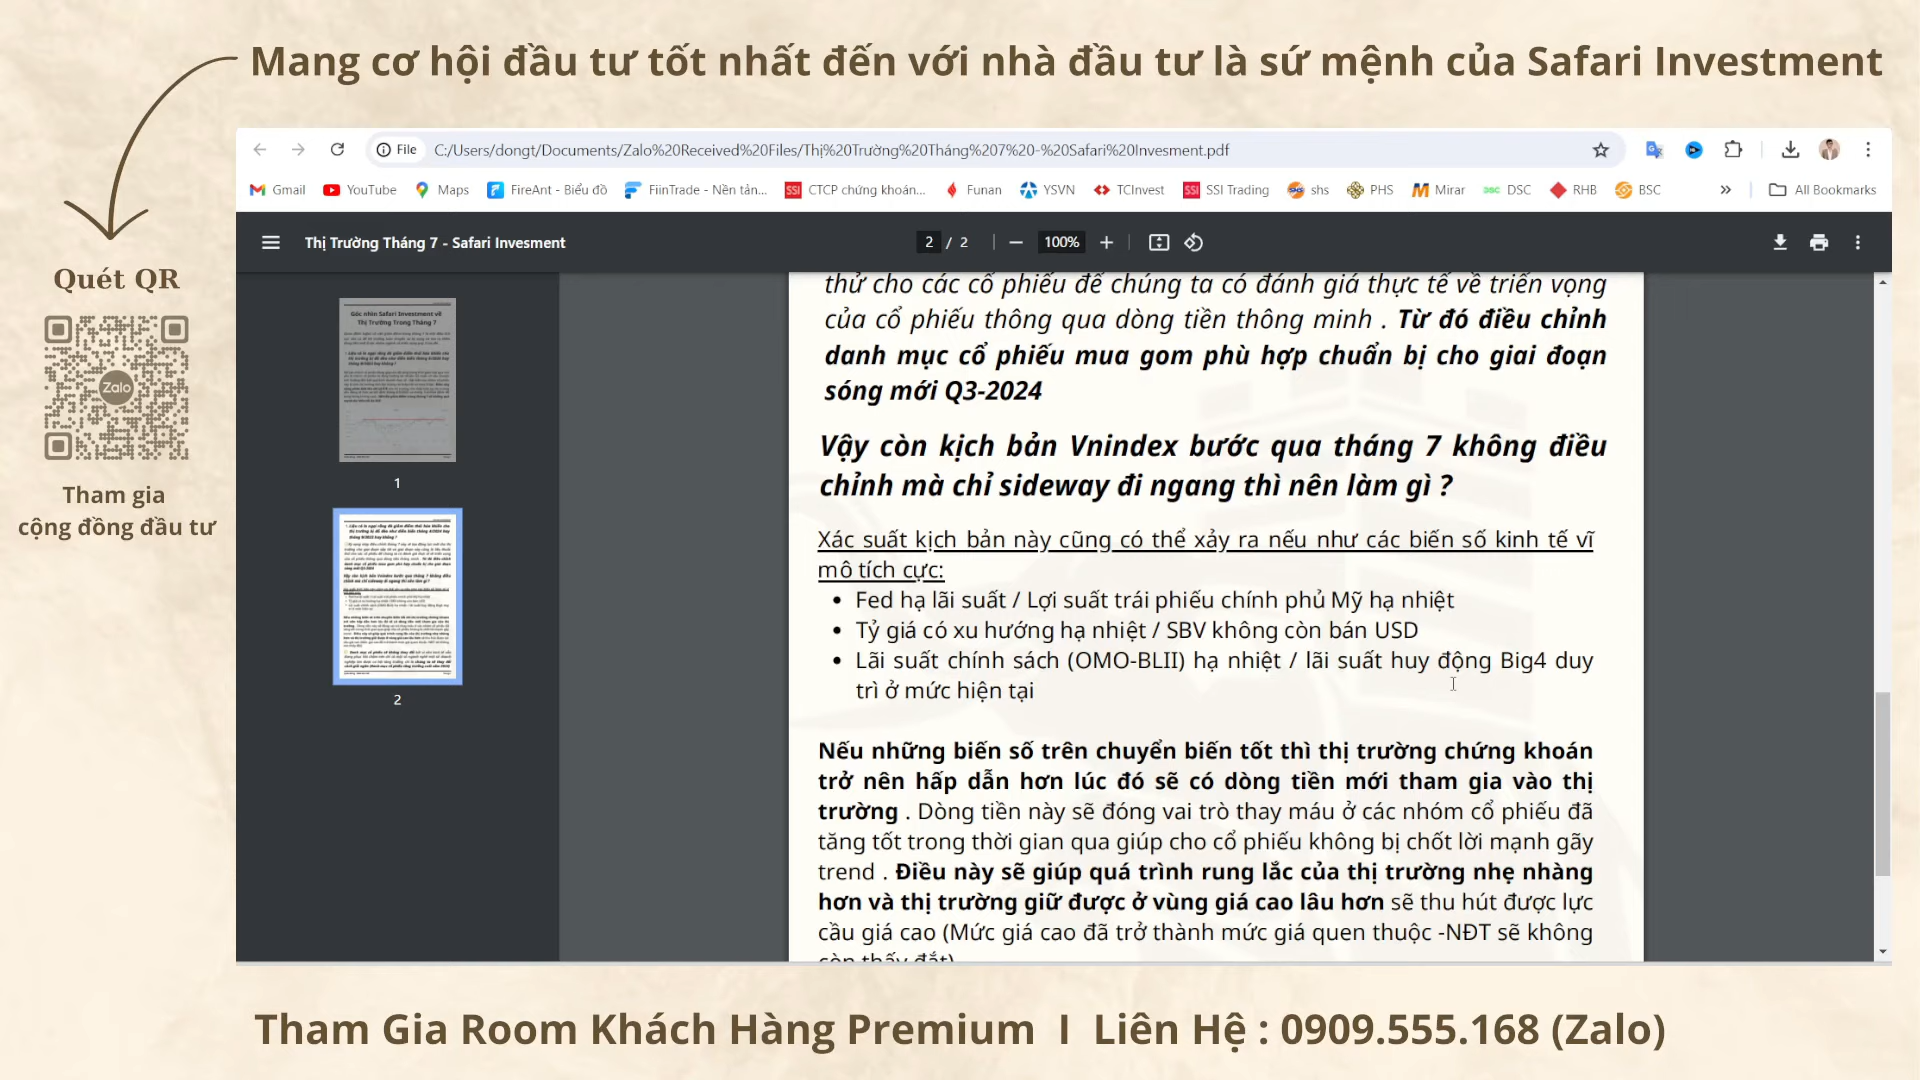 Mang cơ hội đầu tư tốt nhất đến với nhà đầu tư là sứ mệnh của Safari Investment
File
C:/Users/dongt/Documents/Zalo%20Received%20Files/Thị%20Trường%20Tháng%207%20-%20Safari%20Invesment.pdf
Gmail
YouTube
Maps
FireAnt - Biểu đồ
FiinTrade - Nền tản...
SSI
CTCP chứng khoán...
Funan
YSVN
TCInvest
SSI
SSI Trading
shs
PHS
Mirar
DSC
RHB
BSC
All Bookmarks
Thị Trường Tháng 7 - Safari Invesment
2 / 2
100%
Quét QR
Zalo
Tham gia
cộng đồng đầu tư
Góc nhìn Safari Investment về
Thị Trường Trong Tháng 7
1
2
thử cho các cổ phiếu để chúng ta có đánh giá thực tế về triển vọng
của cổ phiếu thông qua dòng tiền thông minh . Từ đó điều chỉnh
danh mục cổ phiếu mua gom phù hợp chuẩn bị cho giai đoạn
sóng mới Q3-2024
Vậy còn kịch bản Vnindex bước qua tháng 7 không điều
chỉnh mà chỉ sideway đi ngang thì nên làm gì ?
Xác suất kịch bản này cũng có thể xảy ra nếu như các biến số kinh tế vĩ
mô tích cực:
• Fed hạ lãi suất / Lợi suất trái phiếu chính phủ Mỹ hạ nhiệt
• Tỷ giá có xu hướng hạ nhiệt / SBV không còn bán USD
• Lãi suất chính sách (OMO-BLII) hạ nhiệt / lãi suất huy động Big4 duy
trì ở mức hiện tại
Nếu những biến số trên chuyển biến tốt thì thị trường chứng khoán
trở nên hấp dẫn hơn lúc đó sẽ có dòng tiền mới tham gia vào thị
trường . Dòng tiền này sẽ đóng vai trò thay máu ở các nhóm cổ phiếu đã
tăng tốt trong thời gian qua giúp cho cổ phiếu không bị chốt lời mạnh gãy
trend . Điều này sẽ giúp quá trình rung lắc của thị trường nhẹ nhàng
hơn và thị trường giữ được ở vùng giá cao lâu hơn sẽ thu hút được lực
cầu giá cao (Mức giá cao đã trở thành mức giá quen thuộc -NĐT sẽ không
còn thấy đắt)
Tham Gia Room Khách Hàng Premium I Liên Hệ : 0909.555.168 (Zalo)